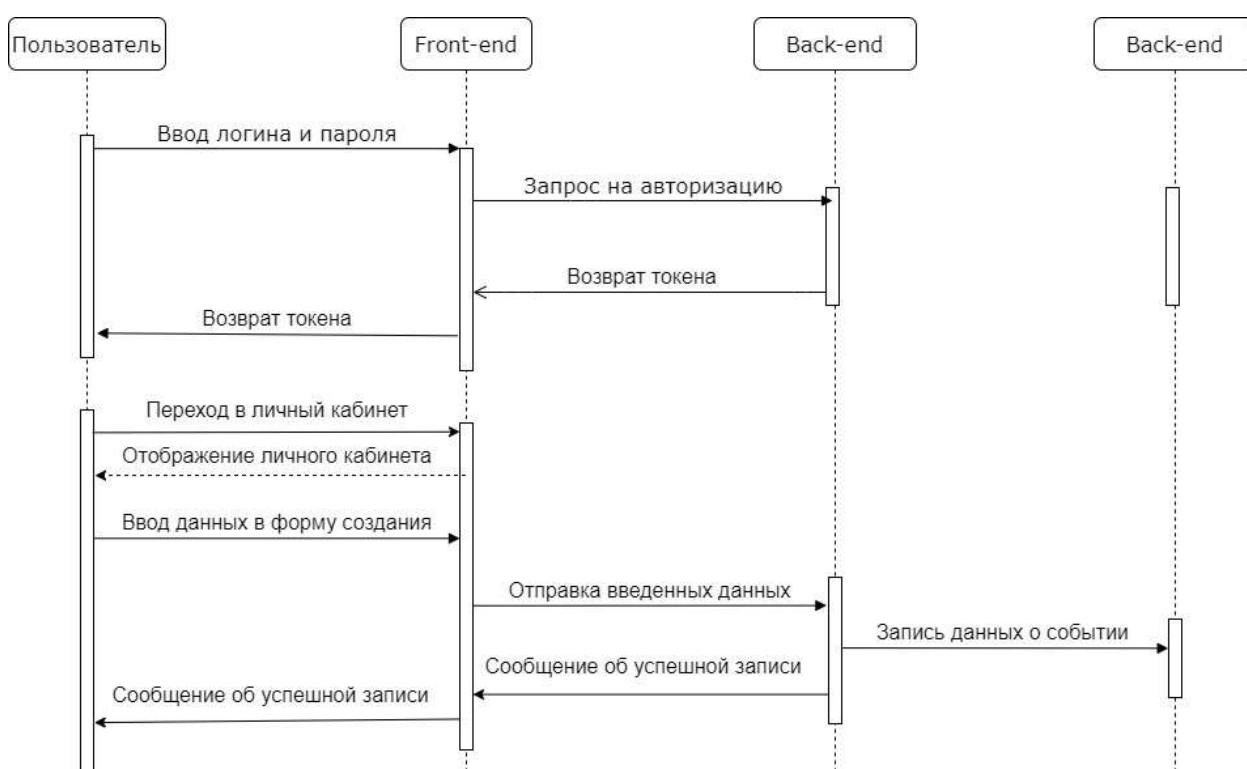 Пользователь
Front-end
Back-end
Back-end
Ввод логина и пароля
Запрос на авторизацию
Возврат токена
Возврат токена
Переход в личный кабинет
Отображение личного кабинета
Ввод данных в форму создания
Отправка введенных данных
Запись данных о событии
Сообщение об успешной записи
Сообщение об успешной записи